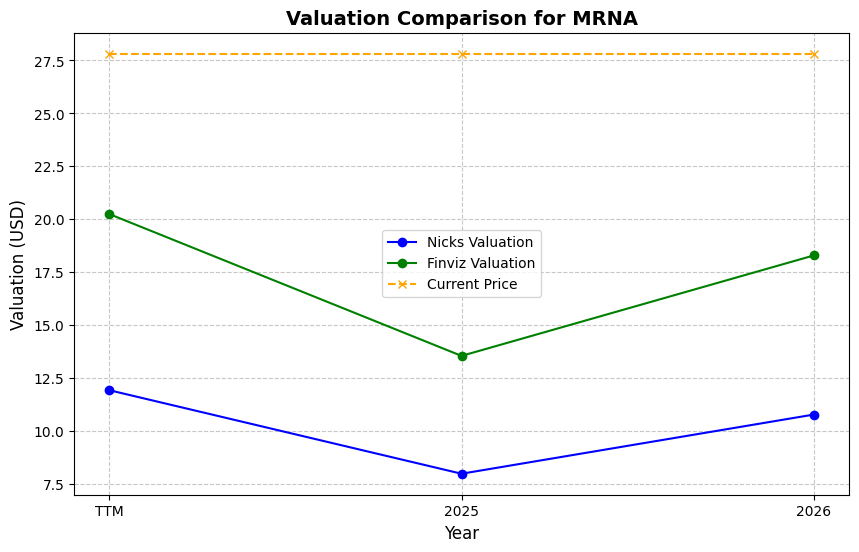 Valuation Comparison for MRNA
Valuation (USD)
27.5
25.0
22.5
20.0
17.5
15.0
12.5
10.0
7.5
Nicks Valuation
Finviz Valuation
Current Price
TTM
2025
2026
Year